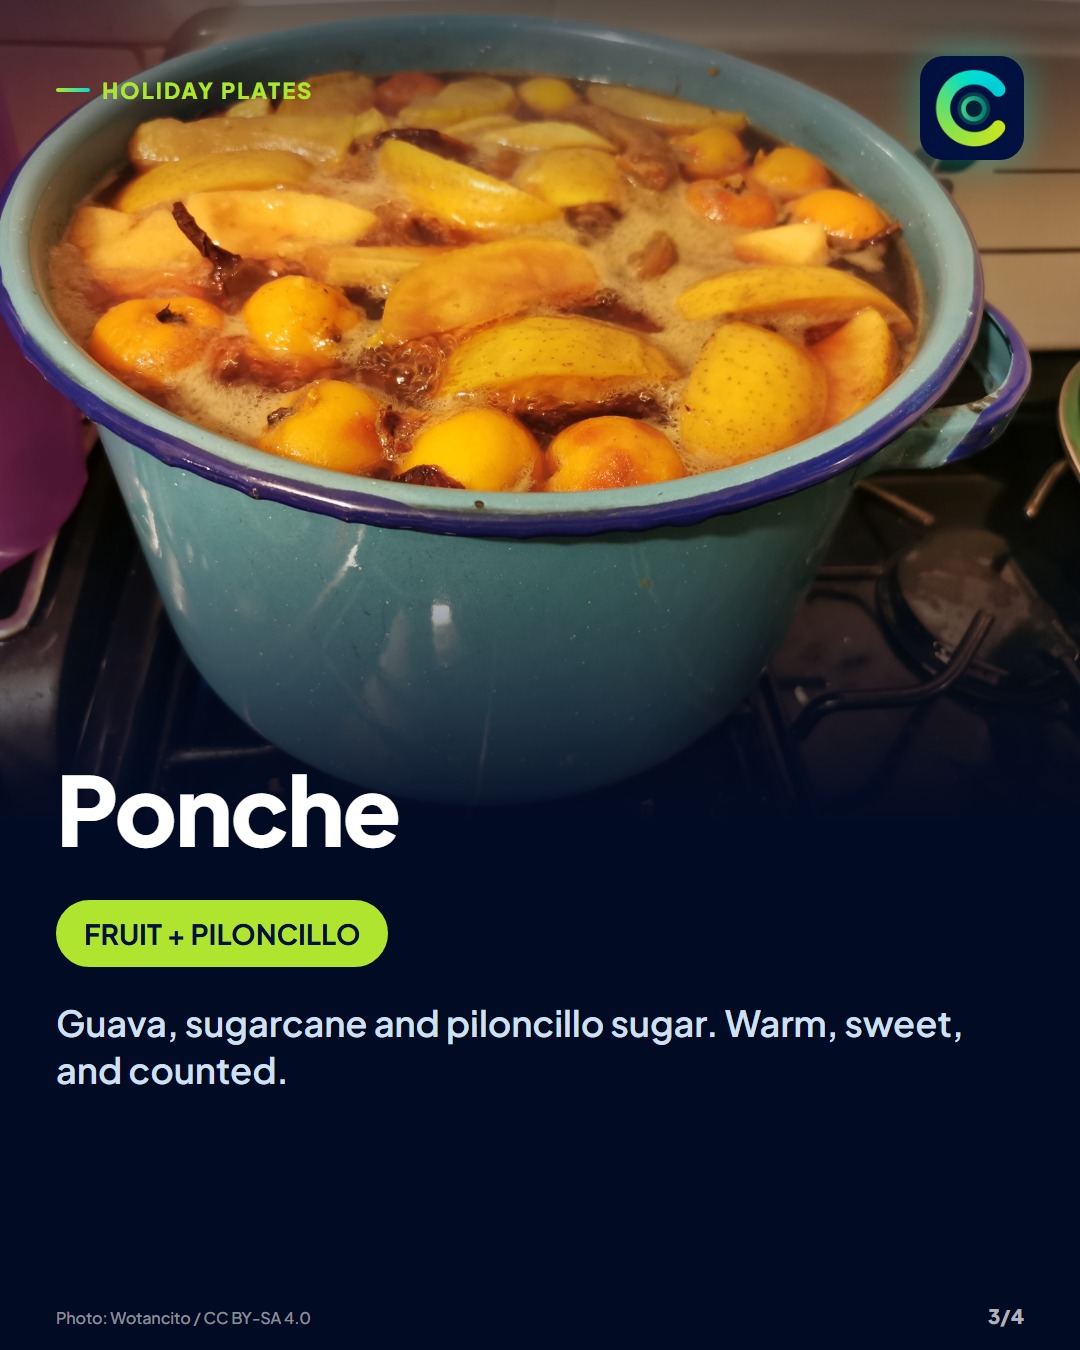 HOLIDAY PLATES
Ponche
FRUIT + PILONCILLO
Guava, sugarcane and piloncillo sugar. Warm, sweet,
and counted.
Photo: Wotancito / CC BY-SA 4.0
3/4